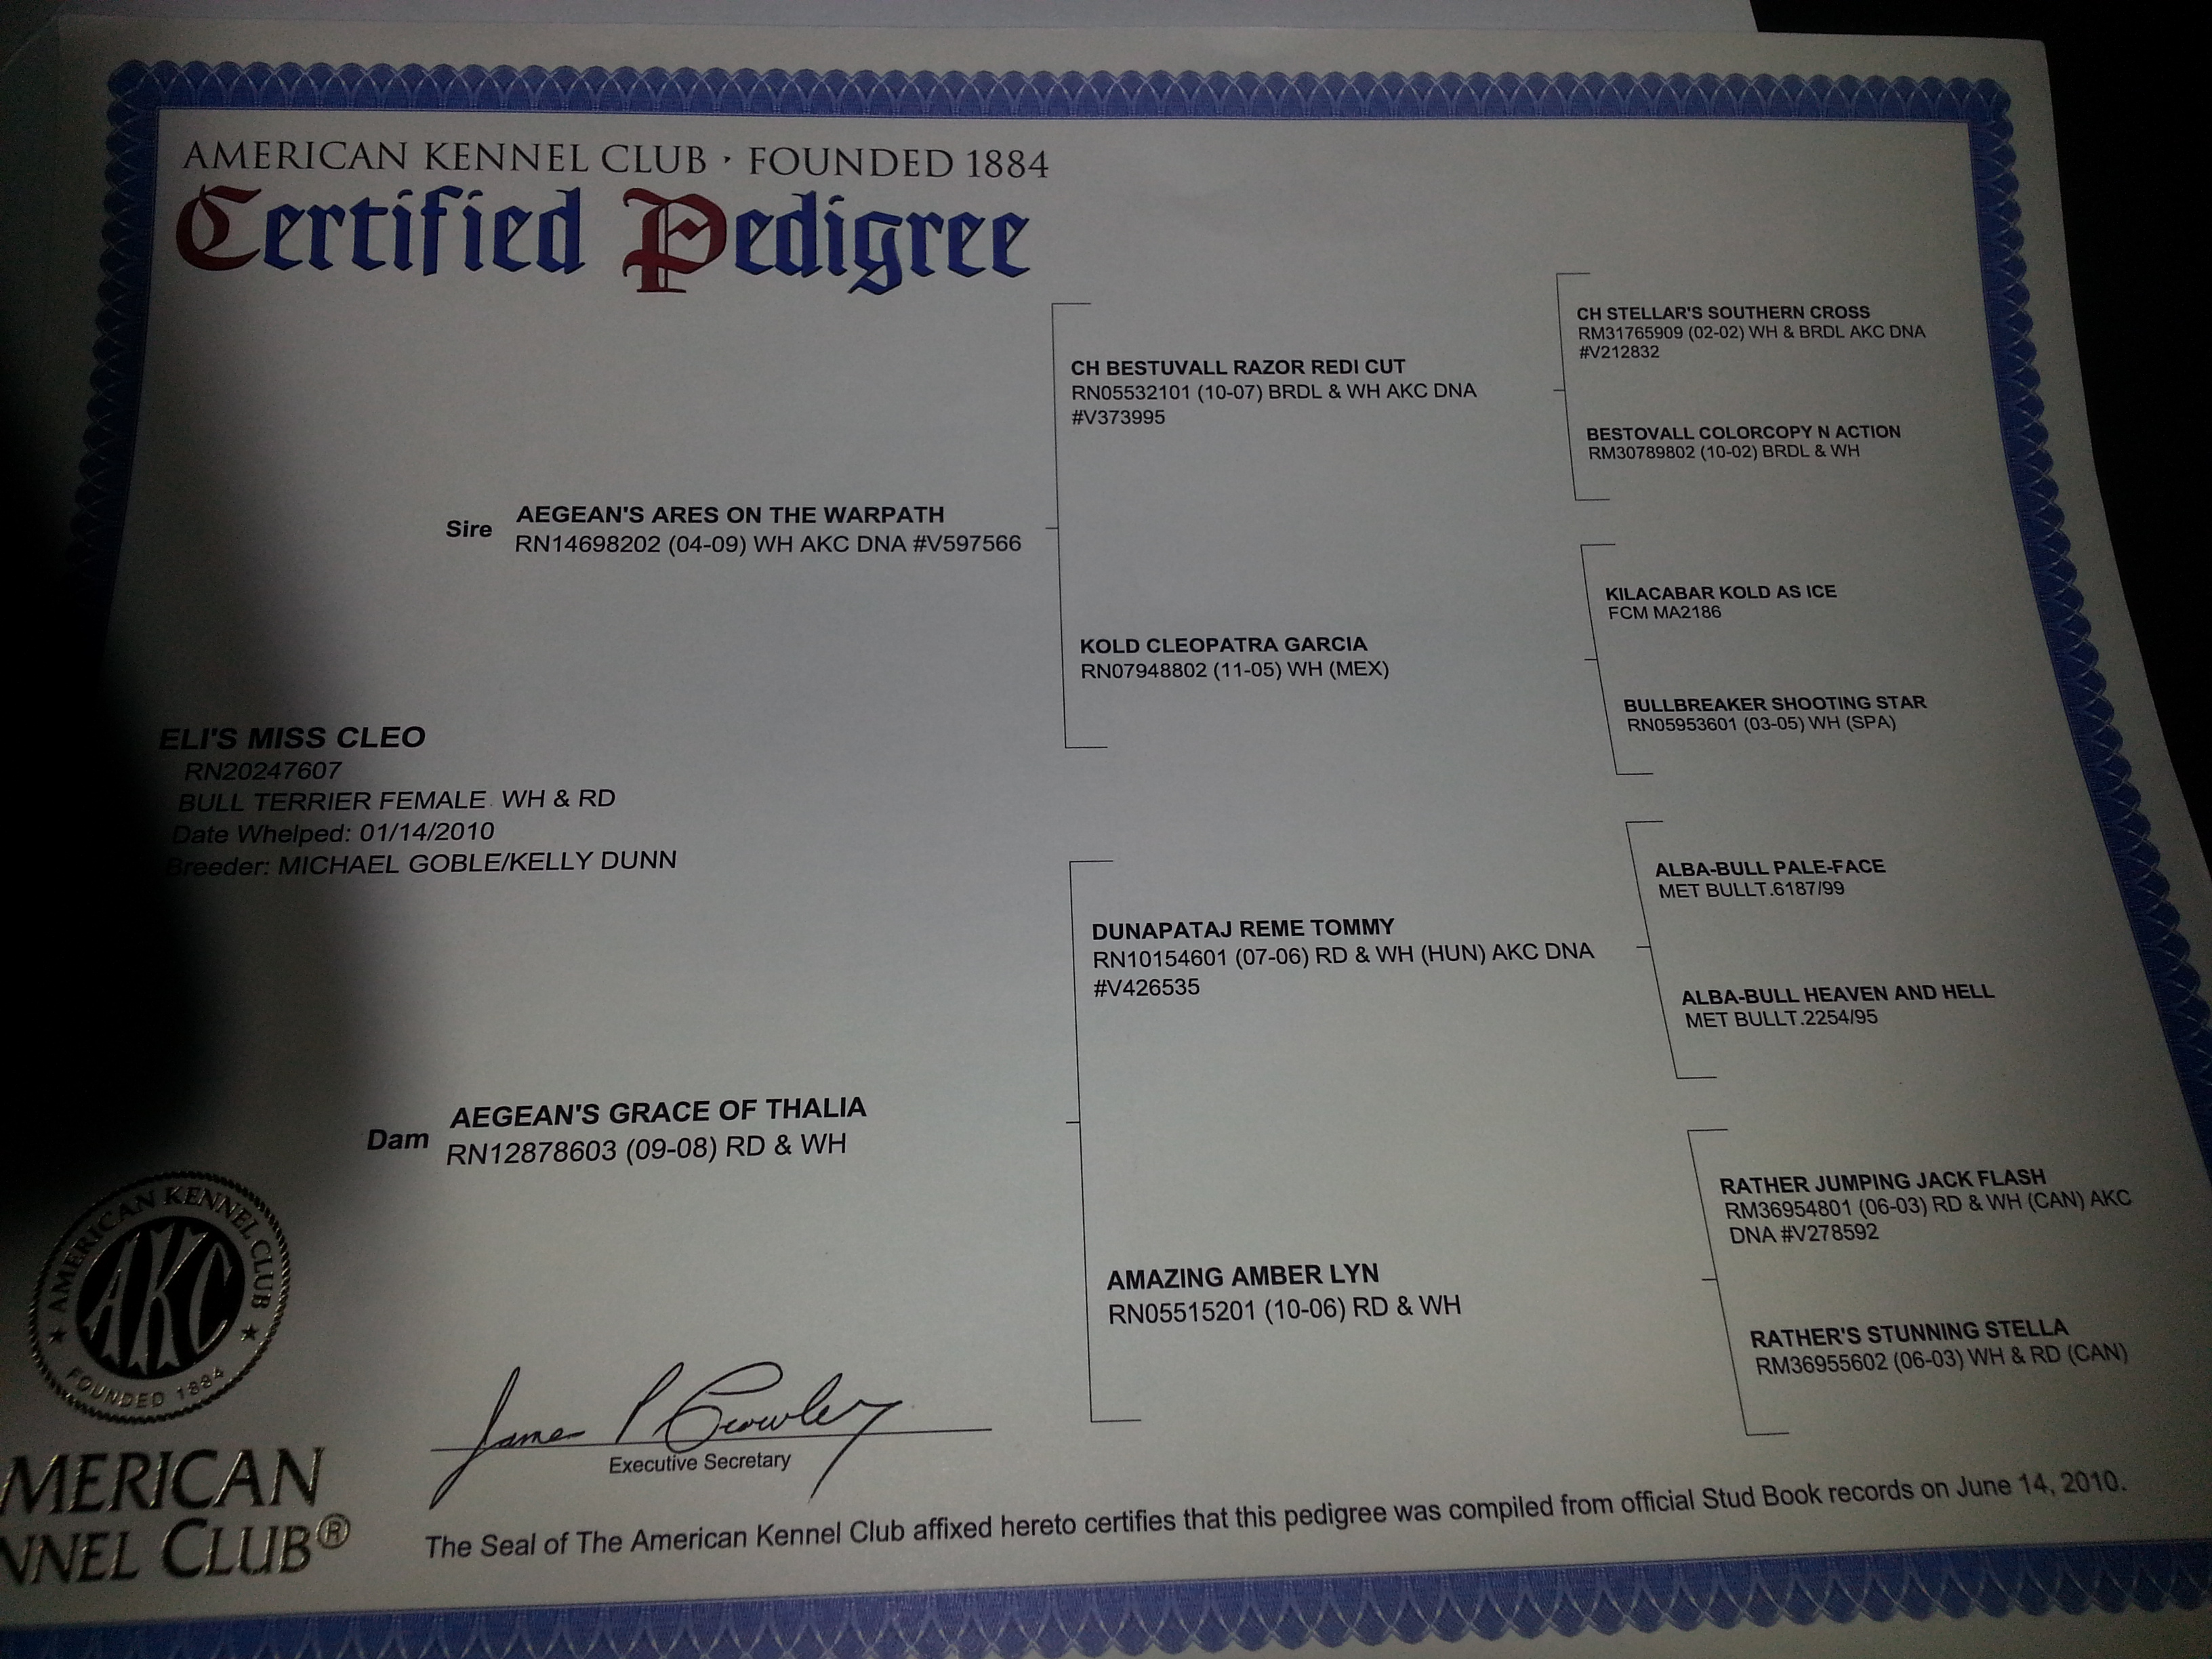 AMERICAN KENNEL CLUB · FOUNDED 1884
Certified Pedigree
CH STELLAR'S SOUTHERN CROSS
RM31765909 (02-02) WH & BRDL AKC DNA
#V212832
CH BESTUVALL RAZOR REDI CUT
RN05532101 (10-07) BRDL & WH AKC DNA
#V373995
BESTOVALL COLORCOPY N ACTION
RM30789802 (10-02) BRDL & WH
Sire
AEGEAN'S ARES ON THE WARPATH
RN14698202 (04-09) WH AKC DNA #V597566
KILACABAR KOLD AS ICE
FCM MA2186
KOLD CLEOPATRA GARCIA
RN07948802 (11-05) WH (MEX)
BULLBREAKER SHOOTING STAR
RN05953601 (03-05) WH (SPA)
ELI'S MISS CLEO
RN20247607
BULL TERRIER FEMALE WH & RD
Date Whelped: 01/14/2010
Breeder: MICHAEL GOBLE/KELLY DUNN
ALBA-BULL PALE-FACE
MET BULLT.6187/99
DUNAPATAJ REME TOMMY
RN10154601 (07-06) RD & WH (HUN) AKC DNA
#V426535
ALBA-BULL HEAVEN AND HELL
MET BULLT.2254/95
Dam
AEGEAN'S GRACE OF THALIA
RN12878603 (09-08) RD & WH
RATHER JUMPING JACK FLASH
RM36954801 (06-03) RD & WH (CAN) AKC
DNA #V278592
AMAZING AMBER LYN
RN05515201 (10-06) RD & WH
RATHER'S STUNNING STELLA
RM36955602 (06-03) WH & RD (CAN)
AMERICAN KENNEL CLUB
AKC
FOUNDED 1884
James P Crowley
Executive Secretary
MERICAN
NNEL CLUB®
The Seal of The American Kennel Club affixed hereto certifies that this pedigree was compiled from official Stud Book records on June 14, 2010.